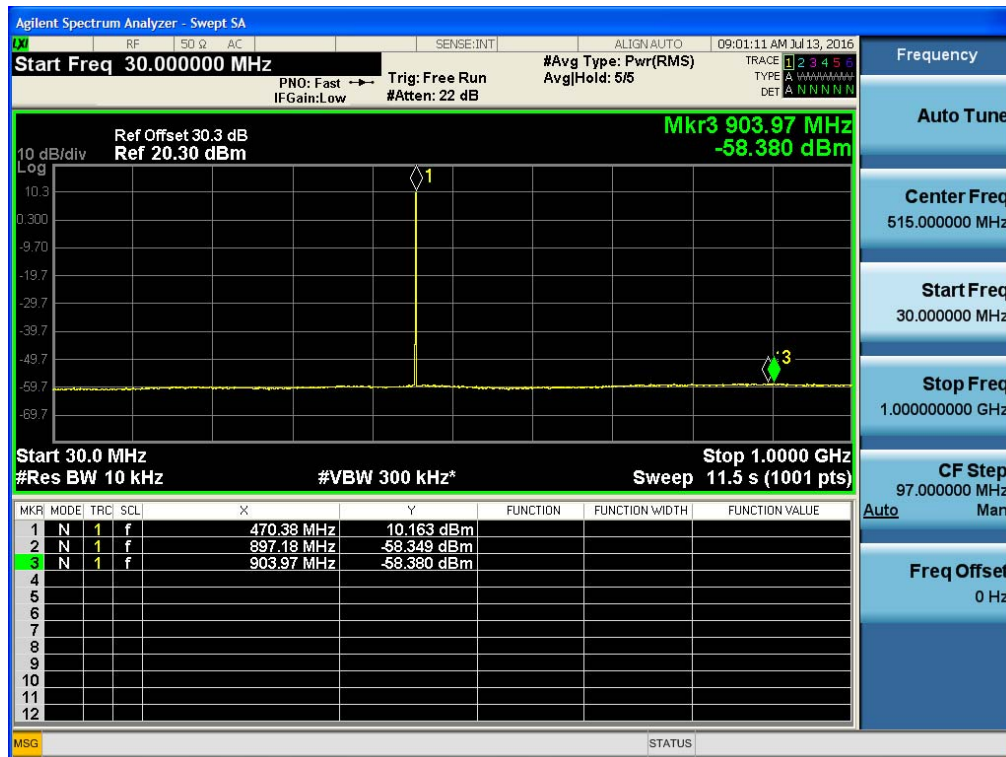 Agilent Spectrum Analyzer - Swept SA
LXI RF 50 Ω AC SENSE:INT ALIGN AUTO 09:01:11 AM Jul 13, 2016
Start Freq 30.000000 MHz
PNO: Fast
IFGain:Low
Trig: Free Run
#Atten: 22 dB
#Avg Type: Pwr(RMS)
Avg|Hold: 5/5
TRACE 1 2 3 4 5 6
TYPE A WWWWW
DET A N N N N N
Ref Offset 30.3 dB
10 dB/div Ref 20.30 dBm
Log
Mkr3 903.97 MHz
-58.380 dBm
10.3
0.300
-9.70
-19.7
-29.7
-39.7
-49.7
-59.7
-69.7
1
3
Start 30.0 MHz Stop 1.0000 GHz
#Res BW 10 kHz #VBW 300 kHz* Sweep 11.5 s (1001 pts)
MKR MODE TRC SCL X Y FUNCTION FUNCTION WIDTH FUNCTION VALUE
1 N 1 f 470.38 MHz 10.163 dBm
2 N 1 f 897.18 MHz -58.349 dBm
3 N 1 f 903.97 MHz -58.380 dBm
4
5
6
7
8
9
10
11
12
MSG STATUS
Frequency
Auto Tune
Center Freq
515.000000 MHz
Start Freq
30.000000 MHz
Stop Freq
1.000000000 GHz
CF Step
97.000000 MHz
Auto Man
Freq Offset
0 Hz